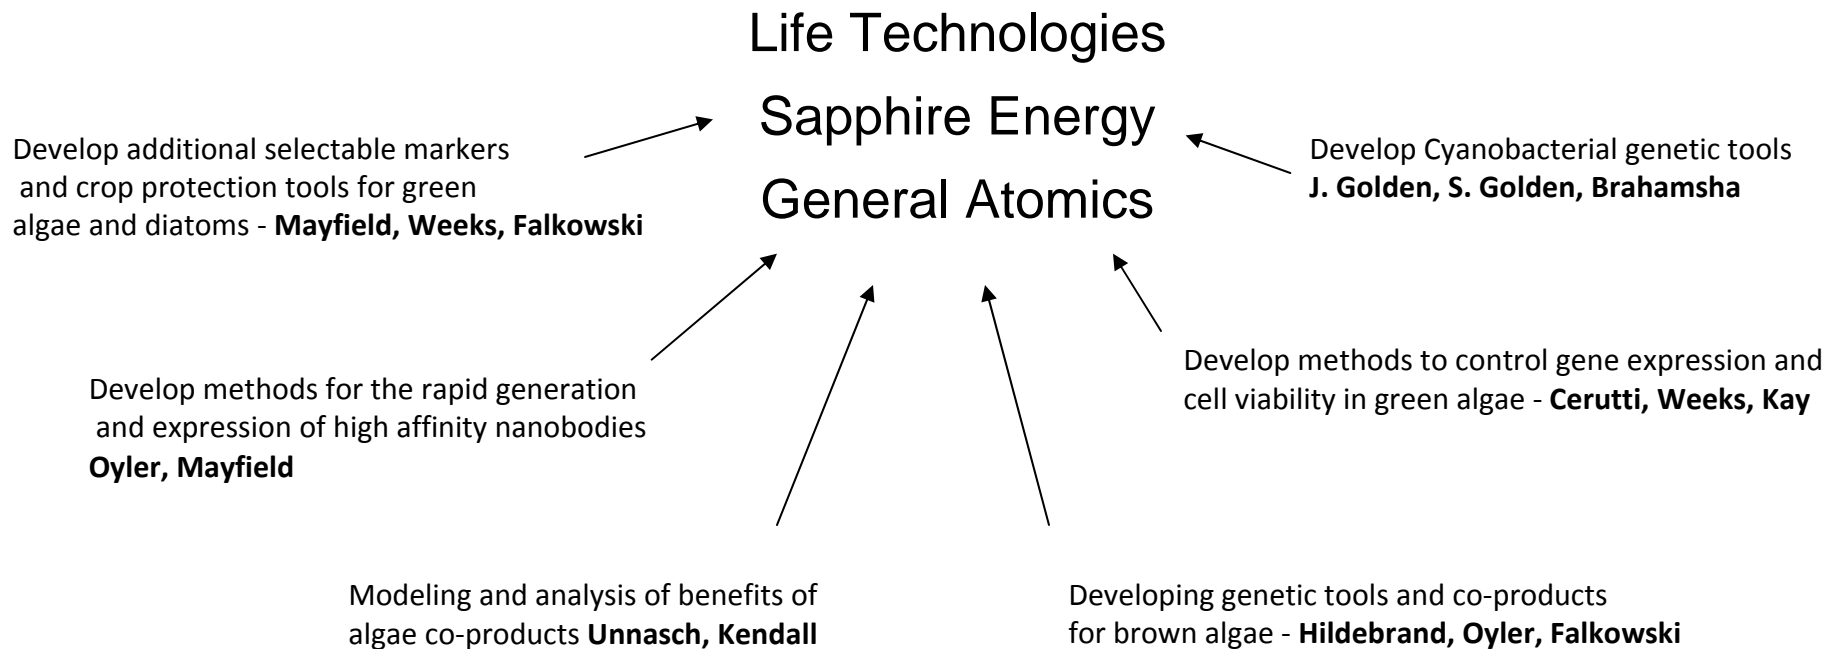 Life Technologies
Sapphire Energy
General Atomics
Develop additional selectable markers
and crop protection tools for green
algae and diatoms - Mayfield, Weeks, Falkowski
Develop Cyanobacterial genetic tools
J. Golden, S. Golden, Brahamsha
Develop methods for the rapid generation
and expression of high affinity nanobodies
Oyler, Mayfield
Develop methods to control gene expression and
cell viability in green algae - Cerutti, Weeks, Kay
Modeling and analysis of benefits of
algae co-products Unnasch, Kendall
Developing genetic tools and co-products
for brown algae - Hildebrand, Oyler, Falkowski